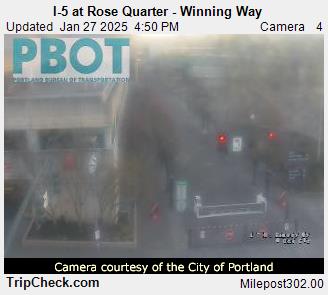 I-5 at Rose Quarter - Winning Way
Updated Jan 27 2025 4:50 PM Camera 4
PBOT
PORTLAND BUREAU OF TRANSPORTATION
Camera courtesy of the City of Portland
TripCheck.com Milepost302.00